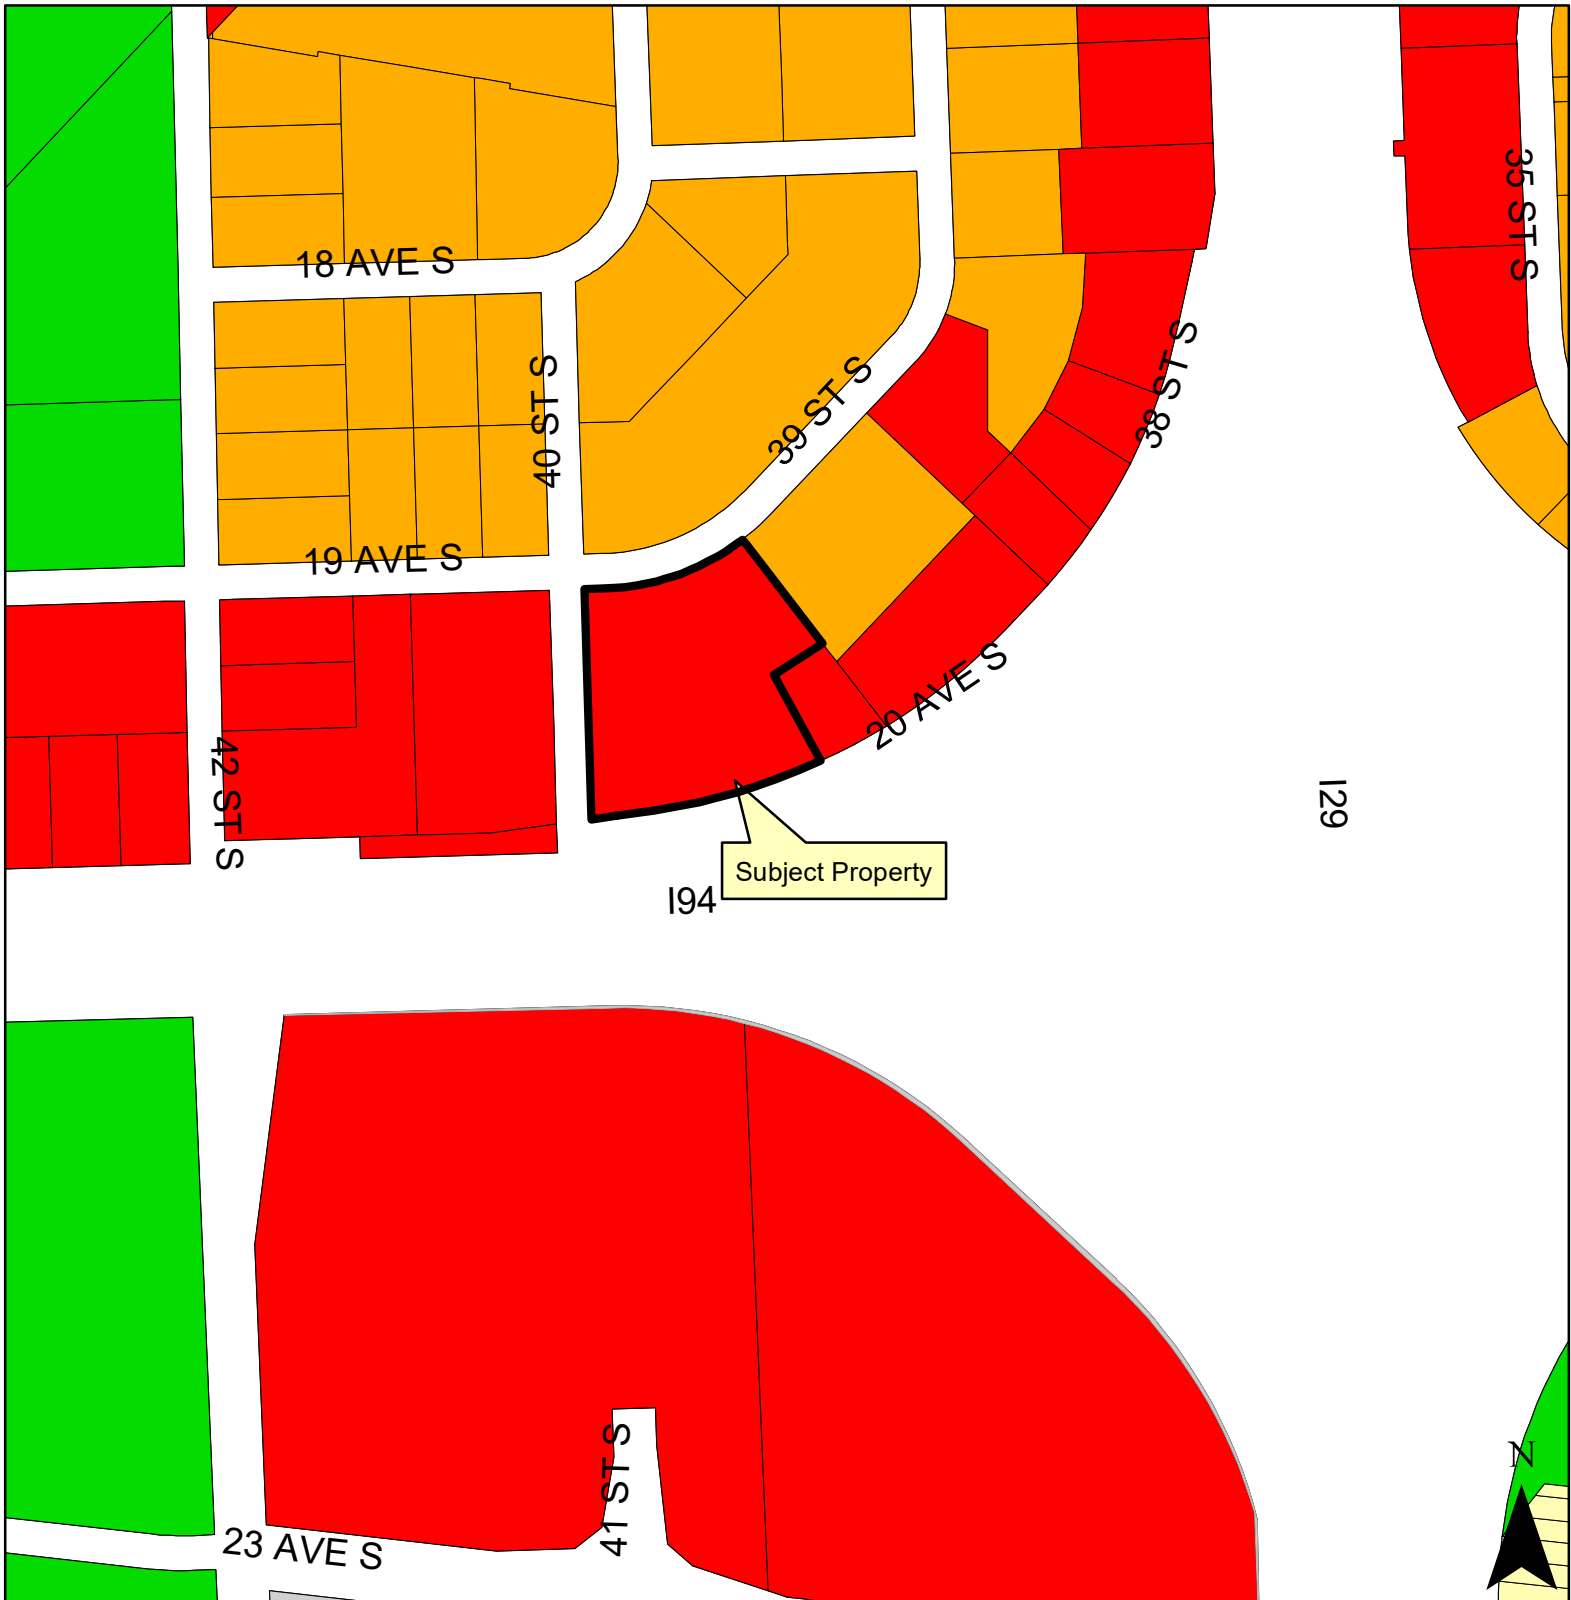 35 ST S
18 AVE S
38 ST S
40 ST S
39 ST S
19 AVE S
20 AVE S
42 ST S
I29
Subject Property
I94
41 ST S
N
23 AVE S